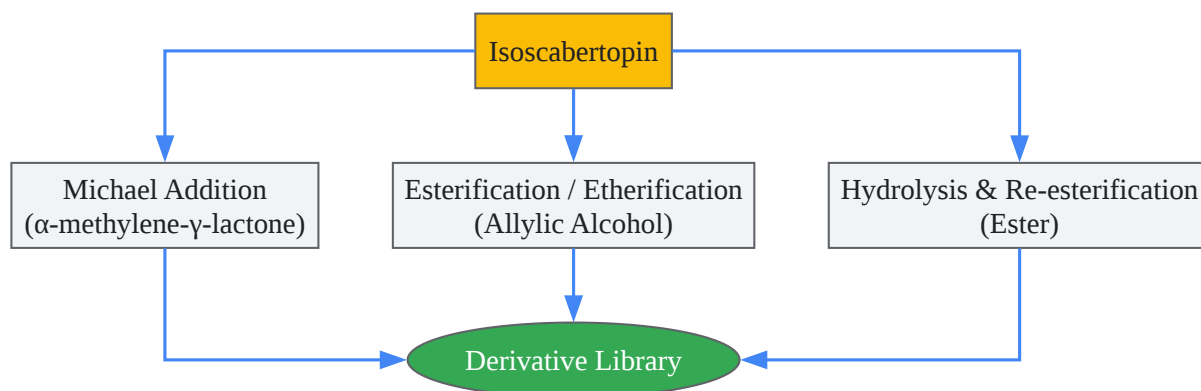 Isoscabertopin
Michael Addition
(α-methylene-γ-lactone)
Esterification / Etherification
(Allylic Alcohol)
Hydrolysis & Re-esterification
(Ester)
Derivative Library